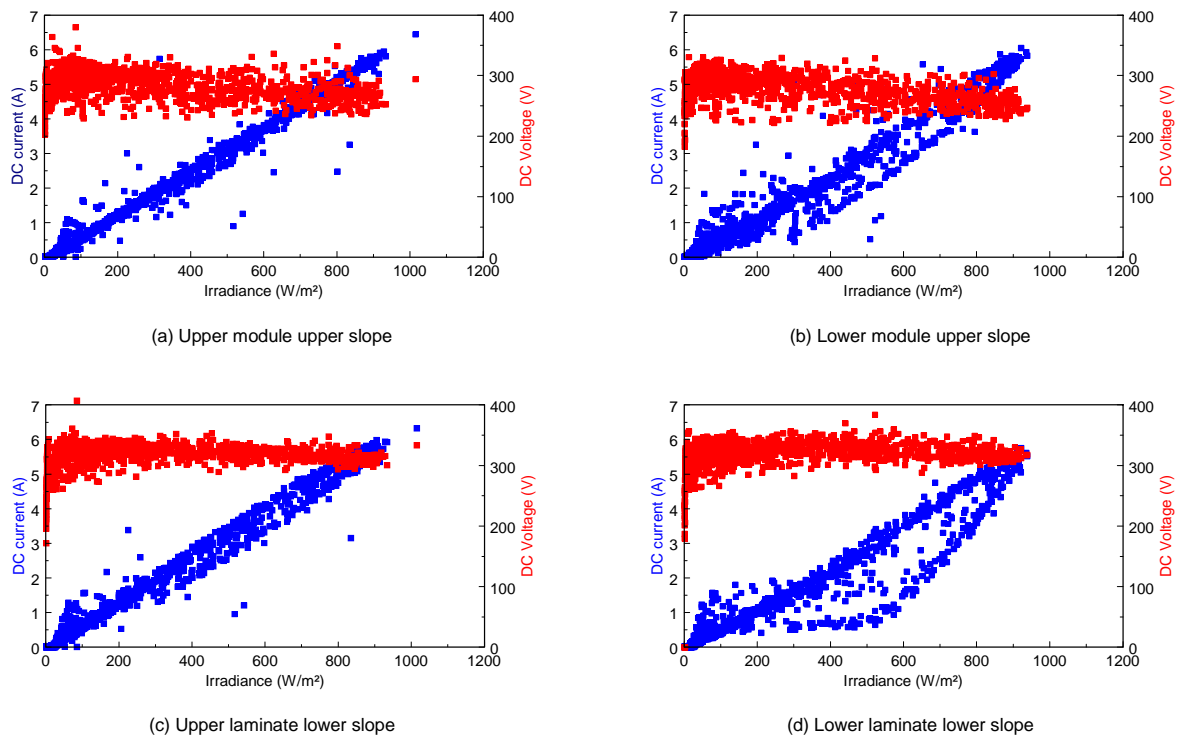 7
6
5
4
3
2
1
0
DC current (A)
400
300
200
100
0
DC Voltage (V)
0 200 400 600 800 1000 1200
Irradiance (W/m²)
(a) Upper module upper slope
7
6
5
4
3
2
1
0
DC current (A)
400
300
200
100
0
DC Voltage (V)
0 200 400 600 800 1000 1200
Irradiance (W/m²)
(b) Lower module upper slope
7
6
5
4
3
2
1
0
DC current (A)
400
300
200
100
0
DC Voltage (V)
0 200 400 600 800 1000 1200
Irradiance (W/m²)
(c) Upper laminate lower slope
7
6
5
4
3
2
1
0
DC current (A)
400
300
200
100
0
DC Voltage (V)
0 200 400 600 800 1000 1200
Irradiance (W/m²)
(d) Lower laminate lower slope